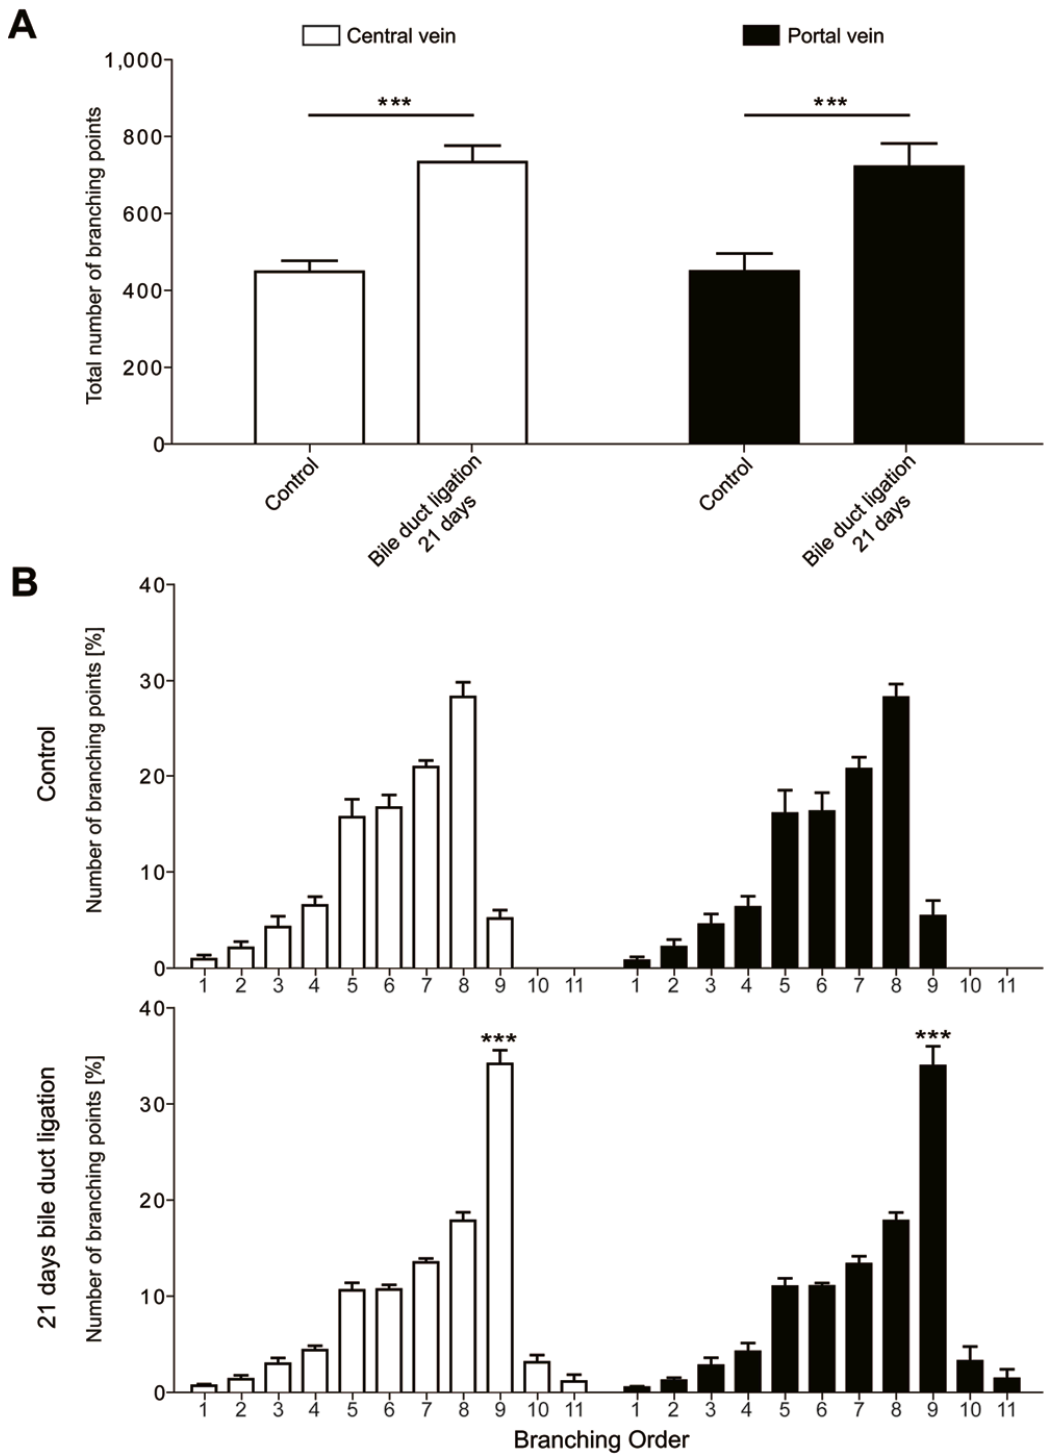 A
Central vein
Portal vein
Total number of branching points
1,000
800
600
400
200
0
***
***
Control
Bile duct ligation
21 days
Control
Bile duct ligation
21 days
B
Control
Number of branching points [%]
40
30
20
10
0
1 2 3 4 5 6 7 8 9 10 11 1 2 3 4 5 6 7 8 9 10 11
21 days bile duct ligation
Number of branching points [%]
40
30
20
10
0
***
***
1 2 3 4 5 6 7 8 9 10 11 1 2 3 4 5 6 7 8 9 10 11
Branching Order